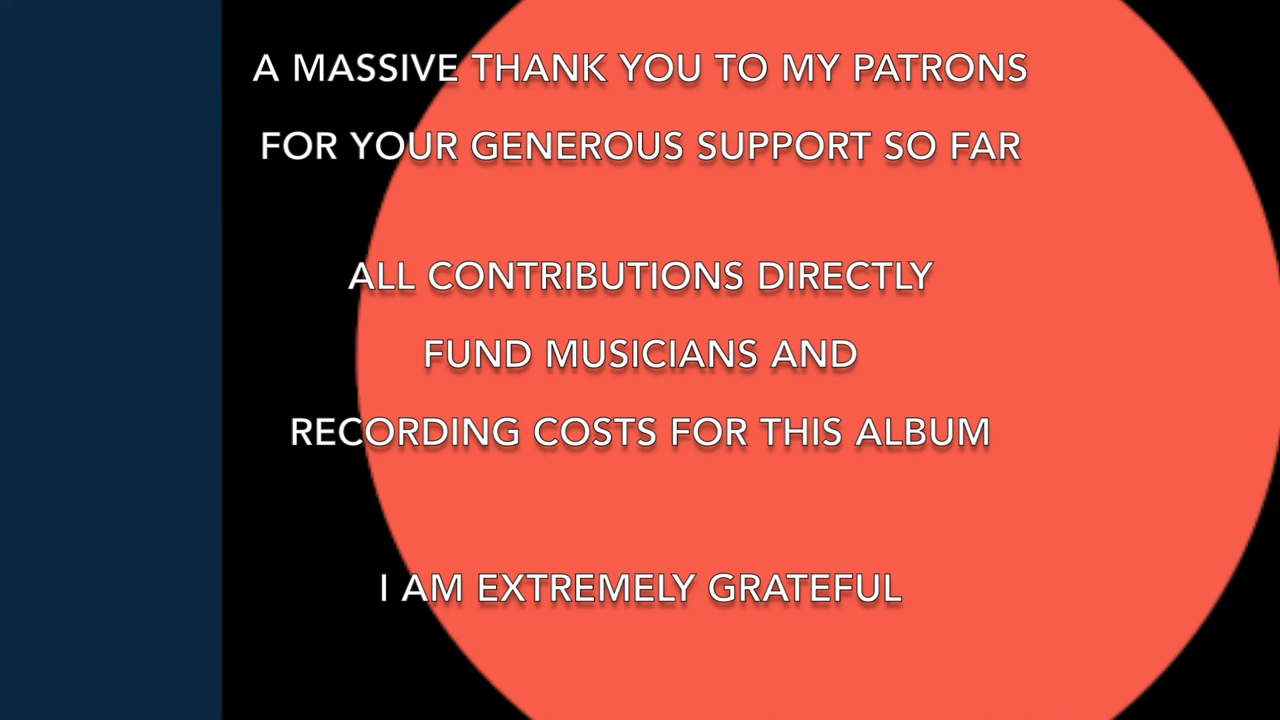 A MASSIVE THANK YOU TO MY PATRONS
FOR YOUR GENEROUS SUPPORT SO FAR
ALL CONTRIBUTIONS DIRECTLY
FUND MUSICIANS AND
RECORDING COSTS FOR THIS ALBUM
I AM EXTREMELY GRATEFUL